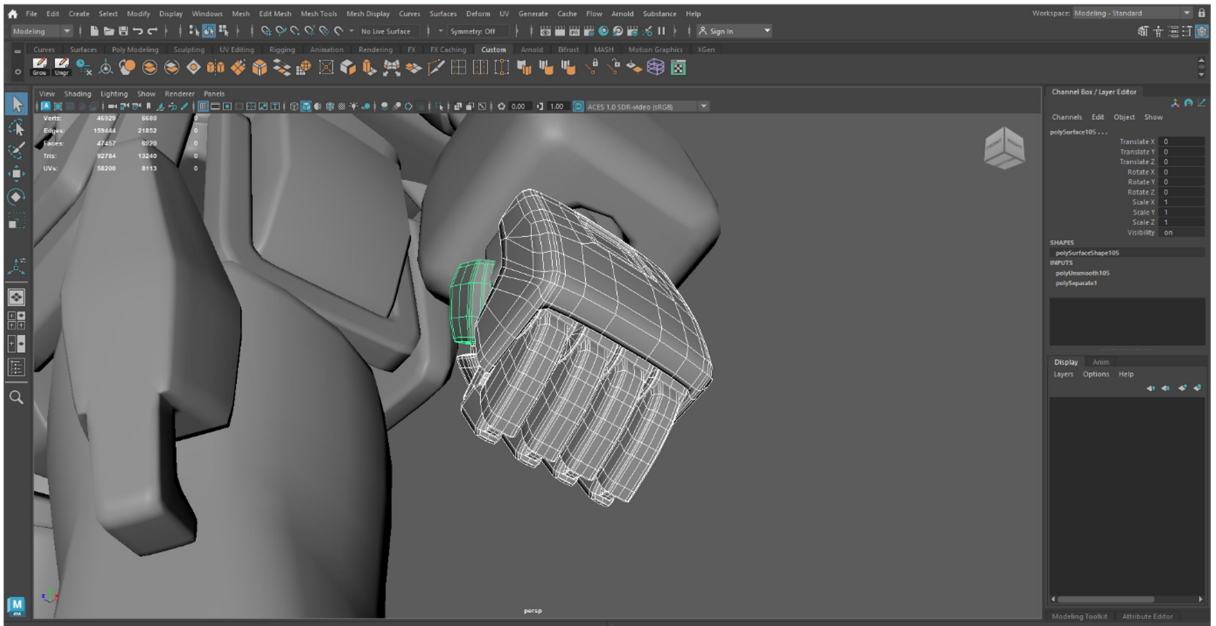 File Edit Create Select Modify Display Windows Mesh Edit Mesh Mesh Tools Mesh Display Curves Surfaces Deform UV Generate Cache Flow Arnold Substance Help Workspace: Modeling - Standard
Modeling No Live Surface Symmetry: Off Sign In
Curves Surfaces Poly Modeling Sculpting UV Editing Rigging Animation Rendering FX FX Caching Custom Arnold Bifrost MASH Motion Graphics XGen
Grou Ungr
View Shading Lighting Show Renderer Panels
0.00 1.00 ACES 1.0 SDR-video (sRGB)
Verts: 46929 6680 0
Edges: 159444 21852 0
Faces: 47457 6920 0
Tris: 92784 13240 0
UVs: 58208 8113 0
persp
Channel Box / Layer Editor
Channels Edit Object Show
polySurface105 . . .
Translate X 0
Translate Y 0
Translate Z 0
Rotate X 0
Rotate Y 0
Rotate Z 0
Scale X 1
Scale Y 1
Scale Z 1
Visibility on
SHAPES
polySurfaceShape105
INPUTS
polyUnsmooth105
polySeparate1
Display Anim
Layers Options Help
Modeling Toolkit Attribute Editor
M